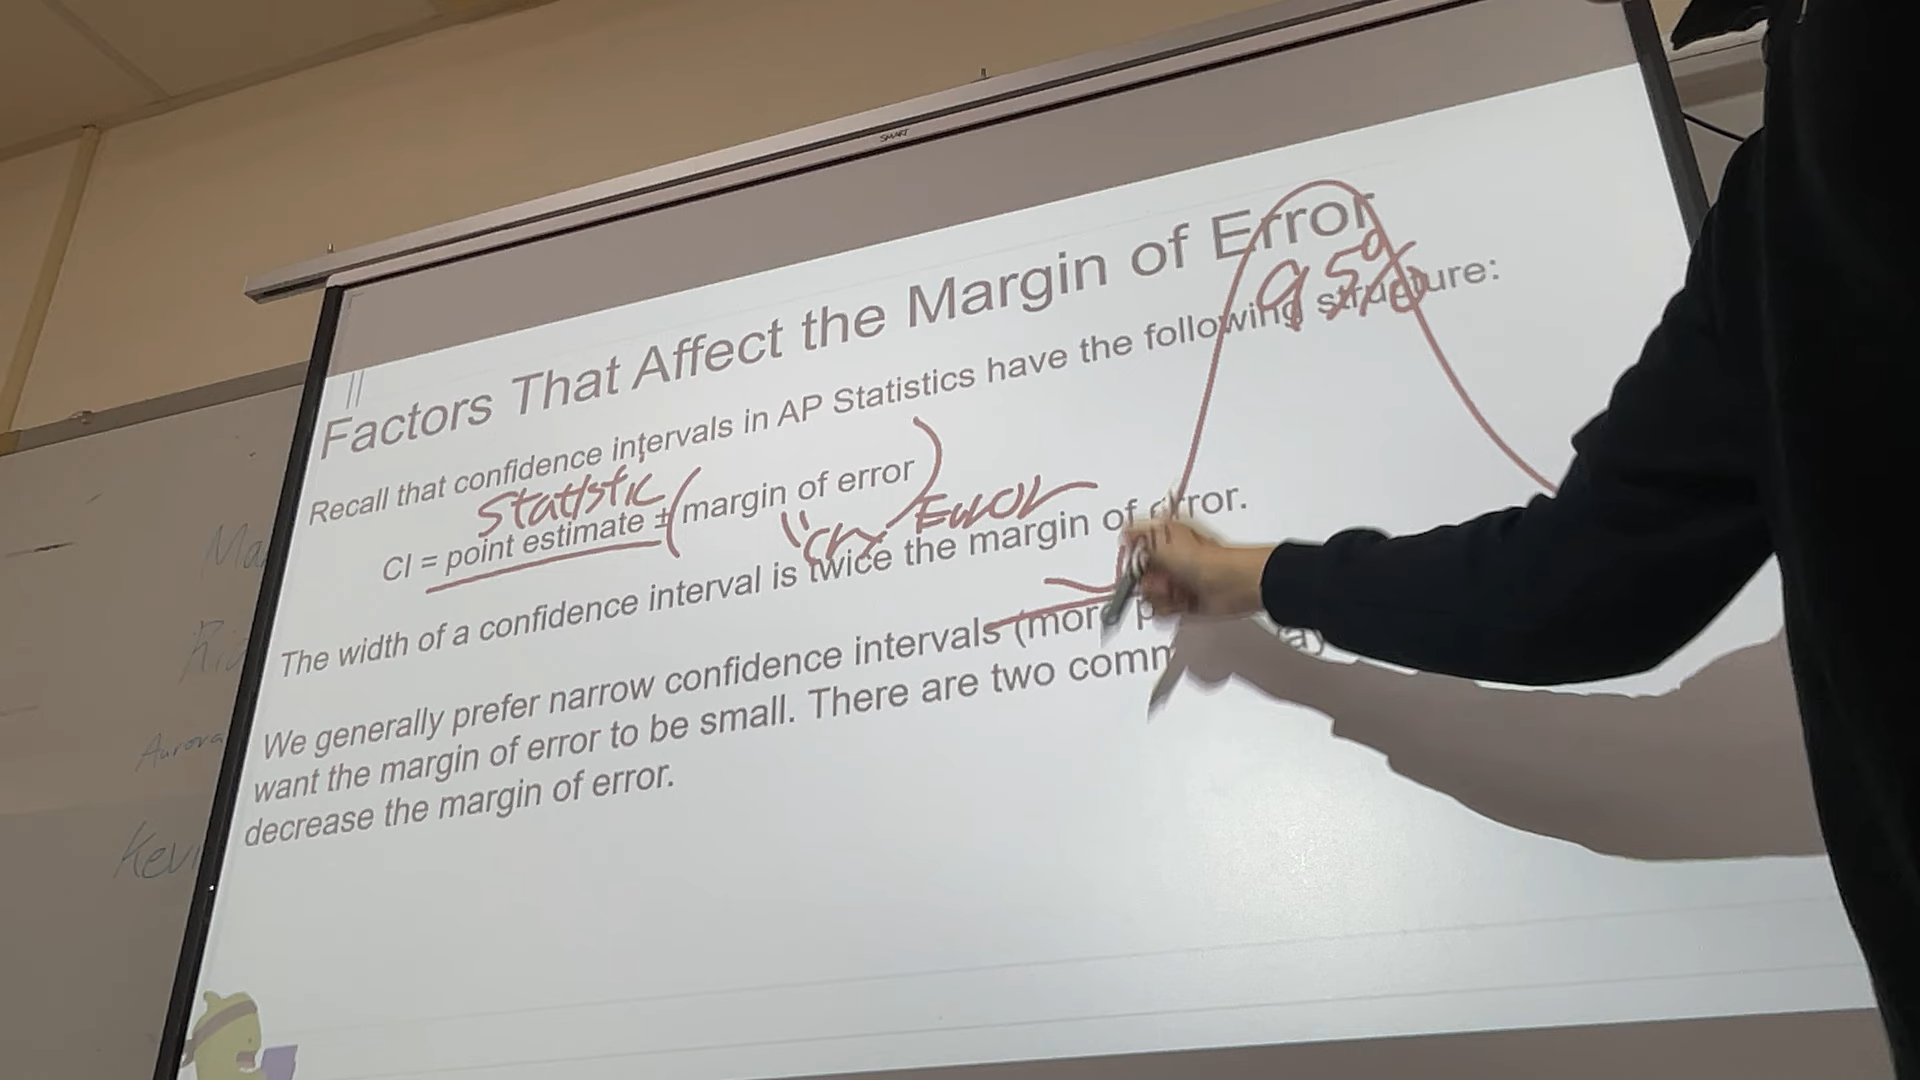 SMART
Factors That Affect the Margin of Error
95%
Recall that confidence intervals in AP Statistics have the following structure:
Statistic
CI = point estimate ± (margin of error)
Error
The width of a confidence interval is twice the margin of error.
We generally prefer narrow confidence intervals (more
want the margin of error to be small. There are two
decrease the margin of error.
Aurora